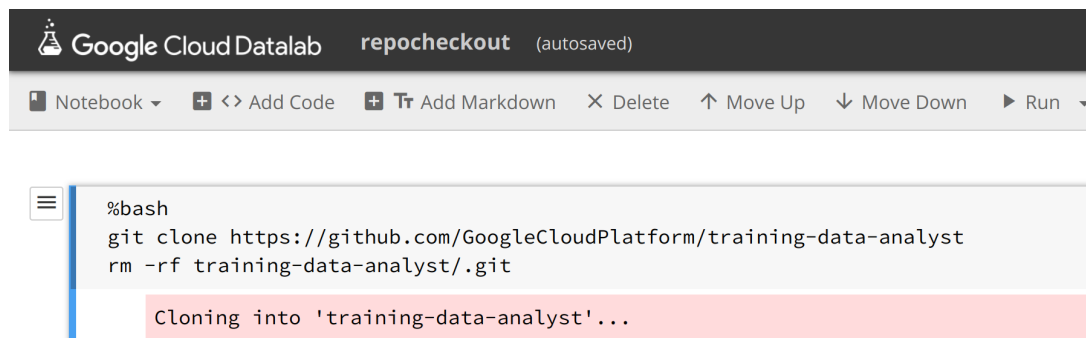 Google Cloud Datalab repocheckout (autosaved)
Notebook <> Add Code Tт Add Markdown Delete Move Up Move Down Run
%bash
git clone https://github.com/GoogleCloudPlatform/training-data-analyst
rm -rf training-data-analyst/.git
Cloning into 'training-data-analyst'...